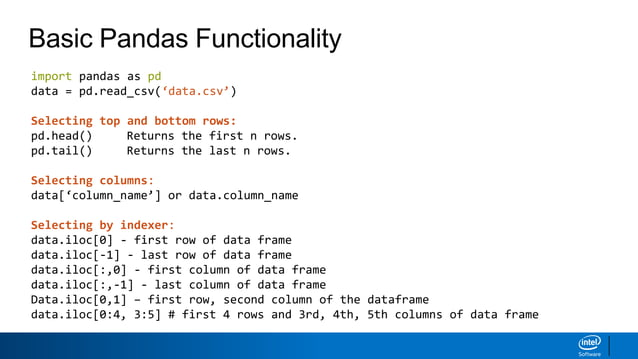 Basic Pandas Functionality
import pandas as pd
data = pd.read_csv(‘data.csv’)
Selecting top and bottom rows:
pd.head() Returns the first n rows.
pd.tail() Returns the last n rows.
Selecting columns:
data[‘column_name’] or data.column_name
Selecting by indexer:
data.iloc[0] - first row of data frame
data.iloc[-1] - last row of data frame
data.iloc[:,0] - first column of data frame
data.iloc[:,-1] - last column of data frame
Data.iloc[0,1] – first row, second column of the dataframe
data.iloc[0:4, 3:5] # first 4 rows and 3rd, 4th, 5th columns of data frame
intel
Software